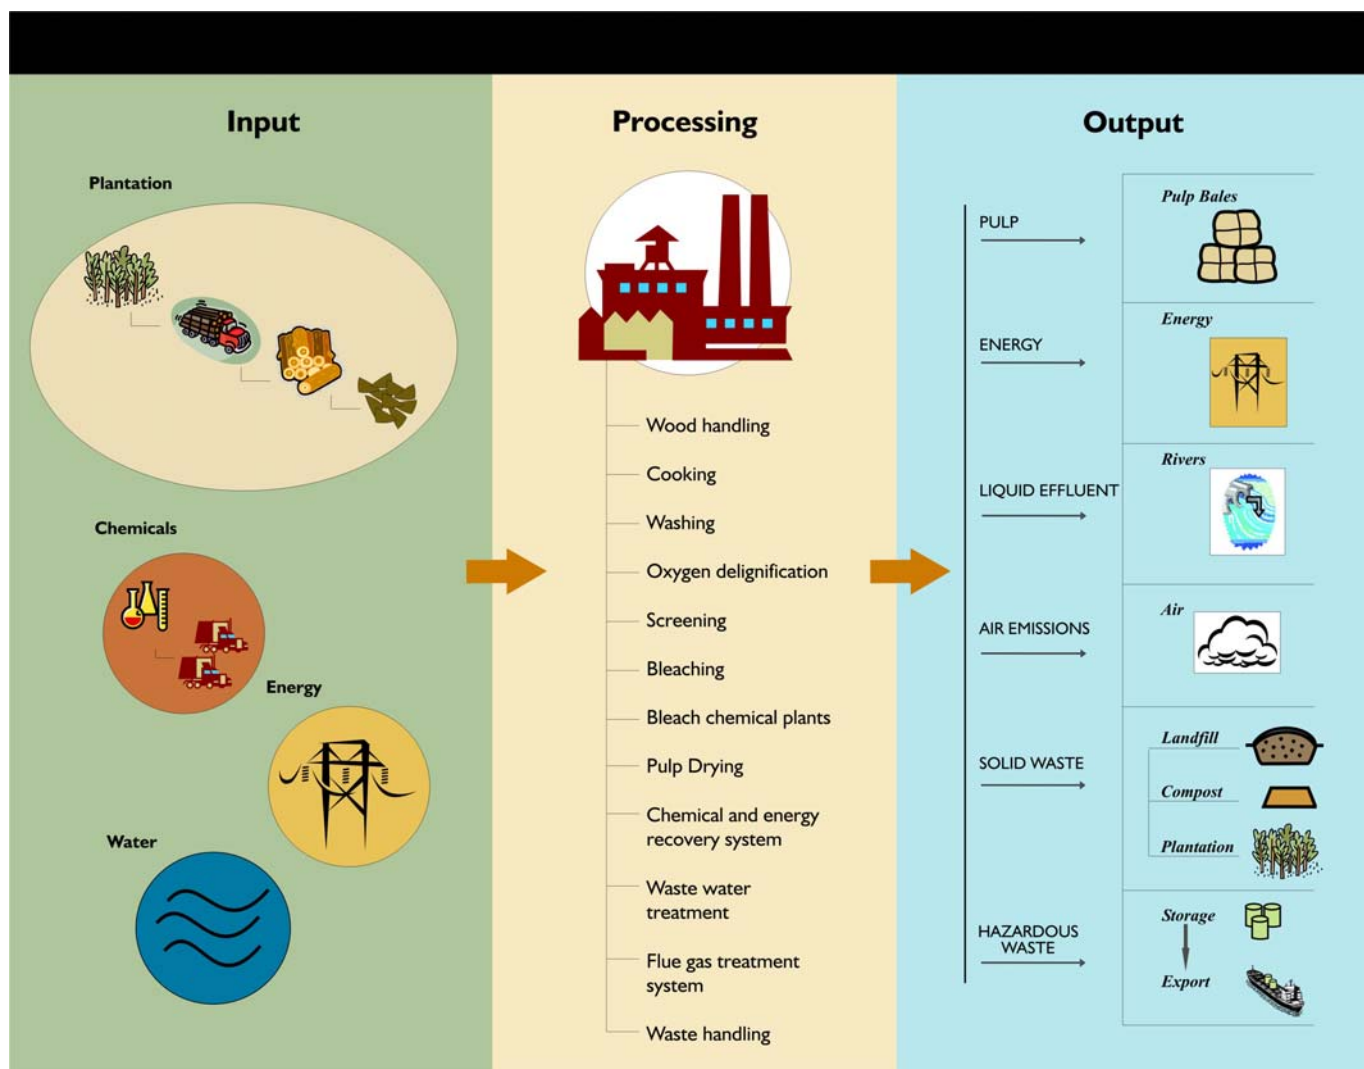 Input
Plantation
Chemicals
Energy
Water
Processing
Wood handling
Cooking
Washing
Oxygen delignification
Screening
Bleaching
Bleach chemical plants
Pulp Drying
Chemical and energy
recovery system
Waste water
treatment
Flue gas treatment
system
Waste handling
Output
PULP
Pulp Bales
ENERGY
Energy
LIQUID EFFLUENT
Rivers
AIR EMISSIONS
Air
SOLID WASTE
Landfill
Compost
Plantation
HAZARDOUS
WASTE
Storage
Export